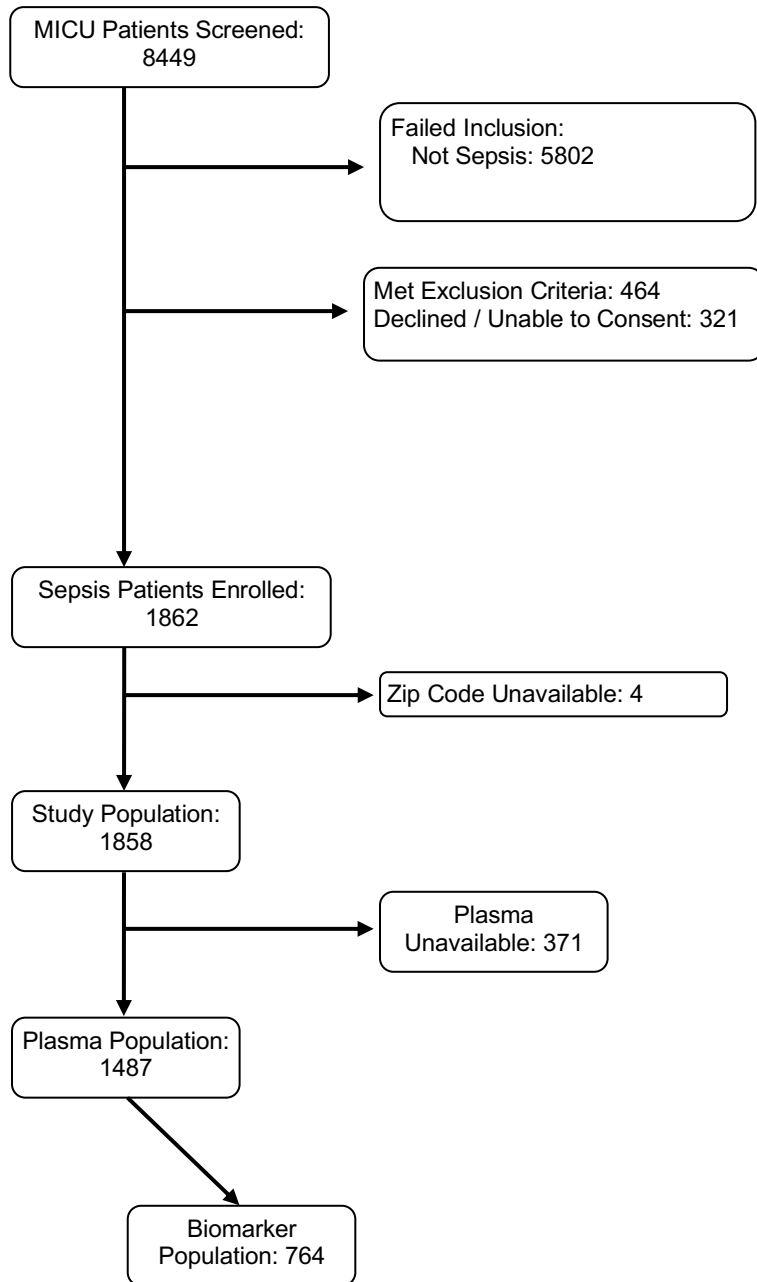 MICU Patients Screened:
8449
Failed Inclusion:
Not Sepsis: 5802
Met Exclusion Criteria: 464
Declined / Unable to Consent: 321
Sepsis Patients Enrolled:
1862
Zip Code Unavailable: 4
Study Population:
1858
Plasma
Unavailable: 371
Plasma Population:
1487
Biomarker
Population: 764